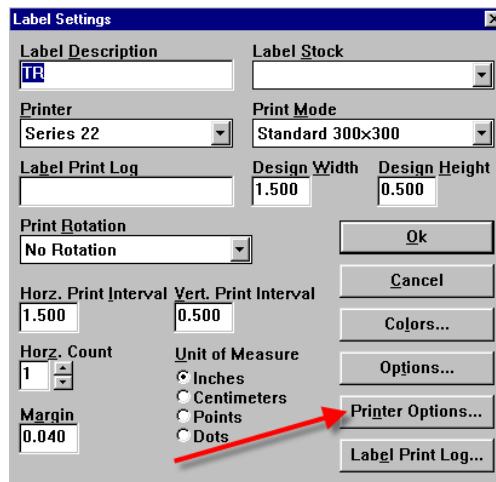 Label Settings
Label Description
Label Stock
TR
Printer
Print Mode
Series 22
Standard 300x300
Label Print Log
Design Width
Design Height
1.500
0.500
Print Rotation
No Rotation
Ok
Cancel
Horz. Print Interval
Vert. Print Interval
1.500
0.500
Colors...
Horz. Count
Unit of Measure
1
Inches
Options...
Centimeters
Margin
Points
Printer Options...
0.040
Dots
Label Print Log...